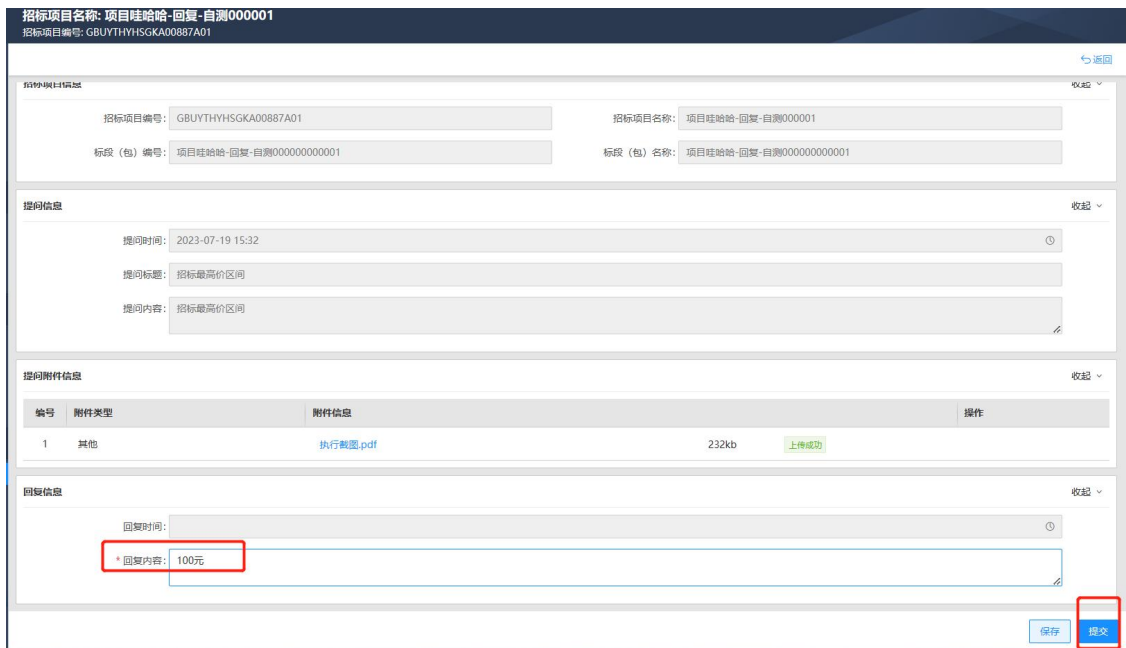 招标项目名称: 项目哇哈哈-回复-自测000001
招标项目编号: GBUYTHYHSGKA00887A01
返回
招标项目信息 收起
招标项目编号: GBUYTHYHSGKA00887A01 招标项目名称: 项目哇哈哈-回复-自测000001
标段（包）编号: 项目哇哈哈-回复-自测000000000001 标段（包）名称: 项目哇哈哈-回复-自测000000000001
提问信息 收起
提问时间: 2023-07-19 15:32
提问标题: 招标最高价区间
提问内容: 招标最高价区间
提问附件信息 收起
编号 附件类型 附件信息 操作
1 其他 执行截图.pdf 232kb 上传成功
回复信息 收起
回复时间:
* 回复内容: 100元
保存 提交